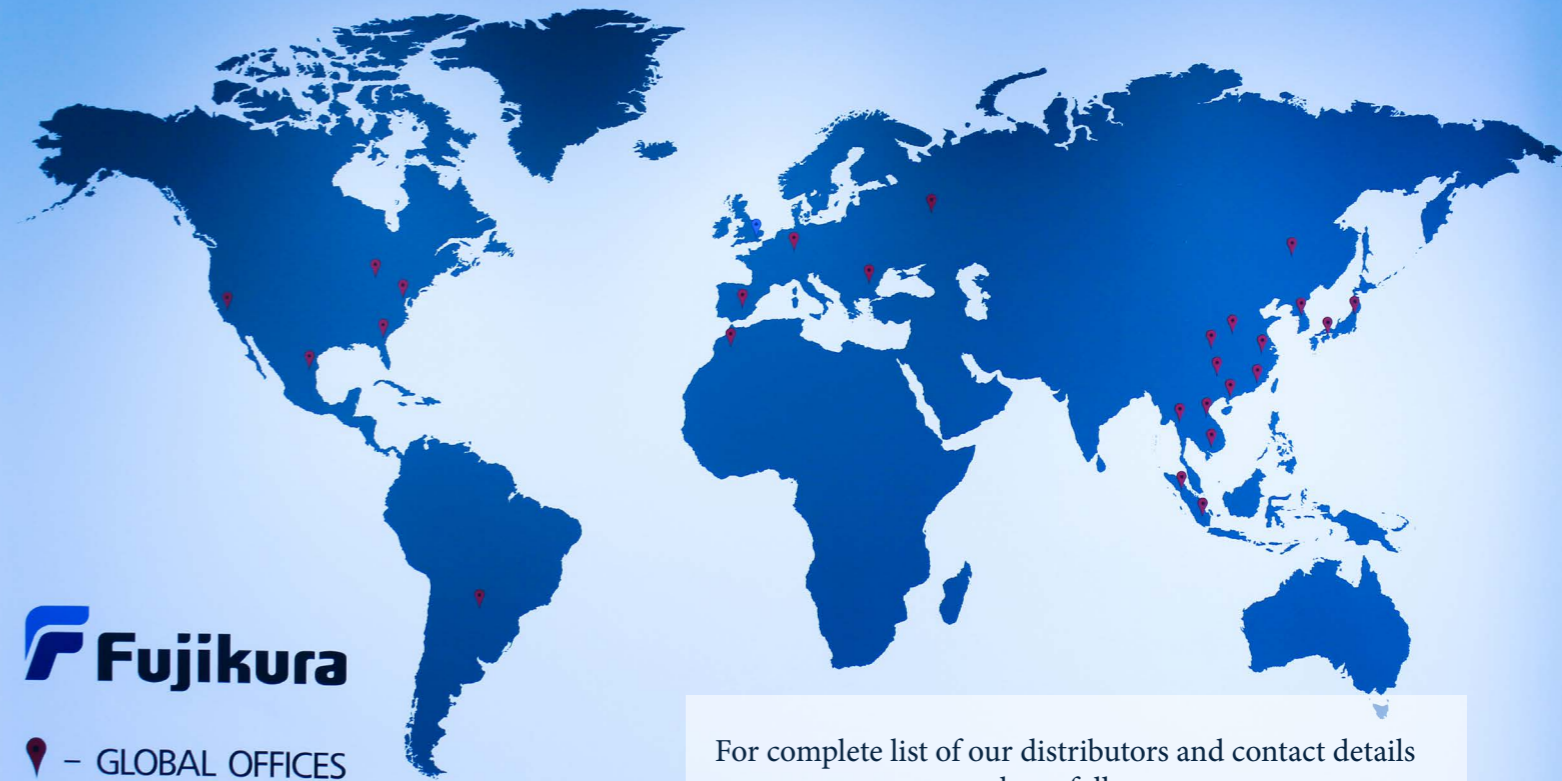 Fujikura
– GLOBAL OFFICES
For complete list of our distributors and contact details